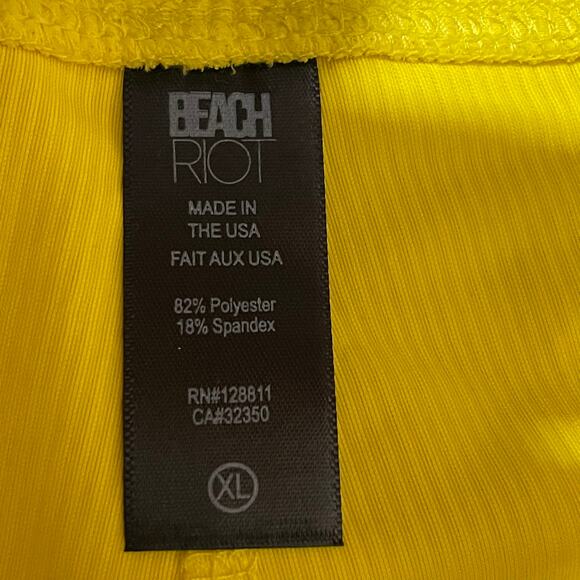 BEACH
RIOT
MADE IN
THE USA
FAIT AUX USA
82% Polyester
18% Spandex
RN#128811
CA#32350
XL